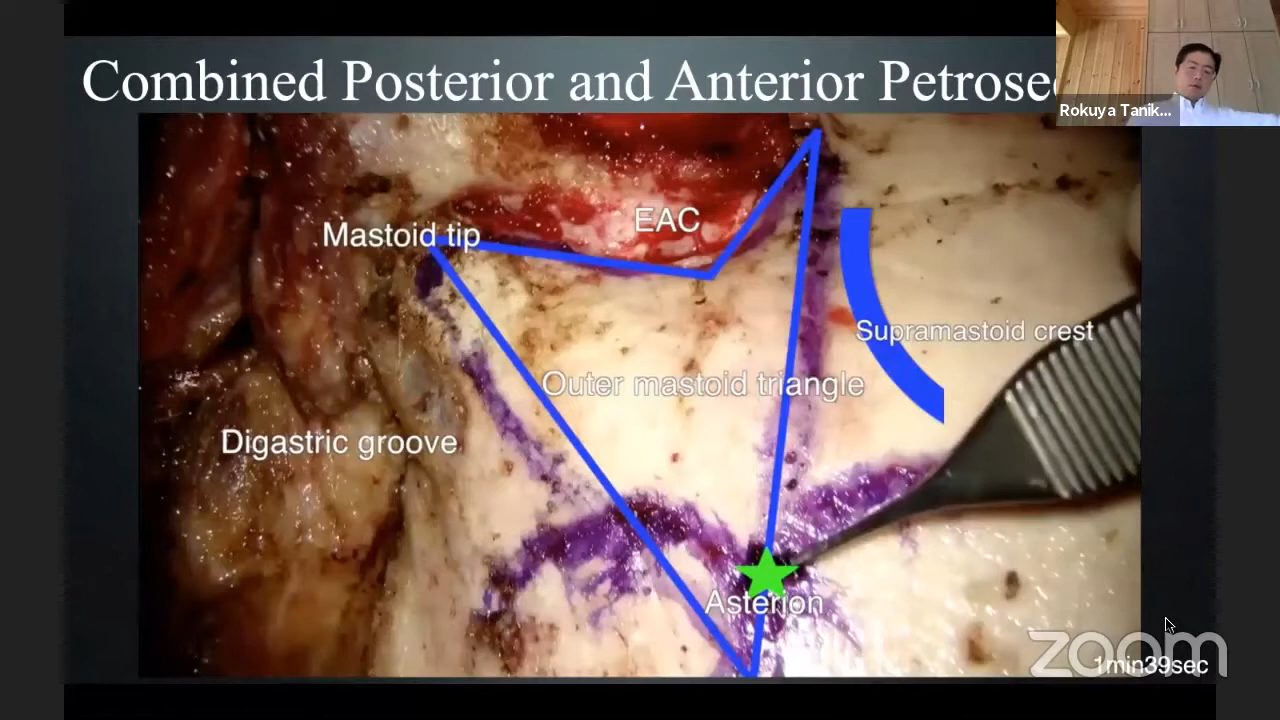 Combined Posterior and Anterior
Rokuya Tanik...
EAC
Mastoid tip
Supramastoid crest
Outer mastoid triangle
Digastric groove
Asterion
zoom
1min39sec